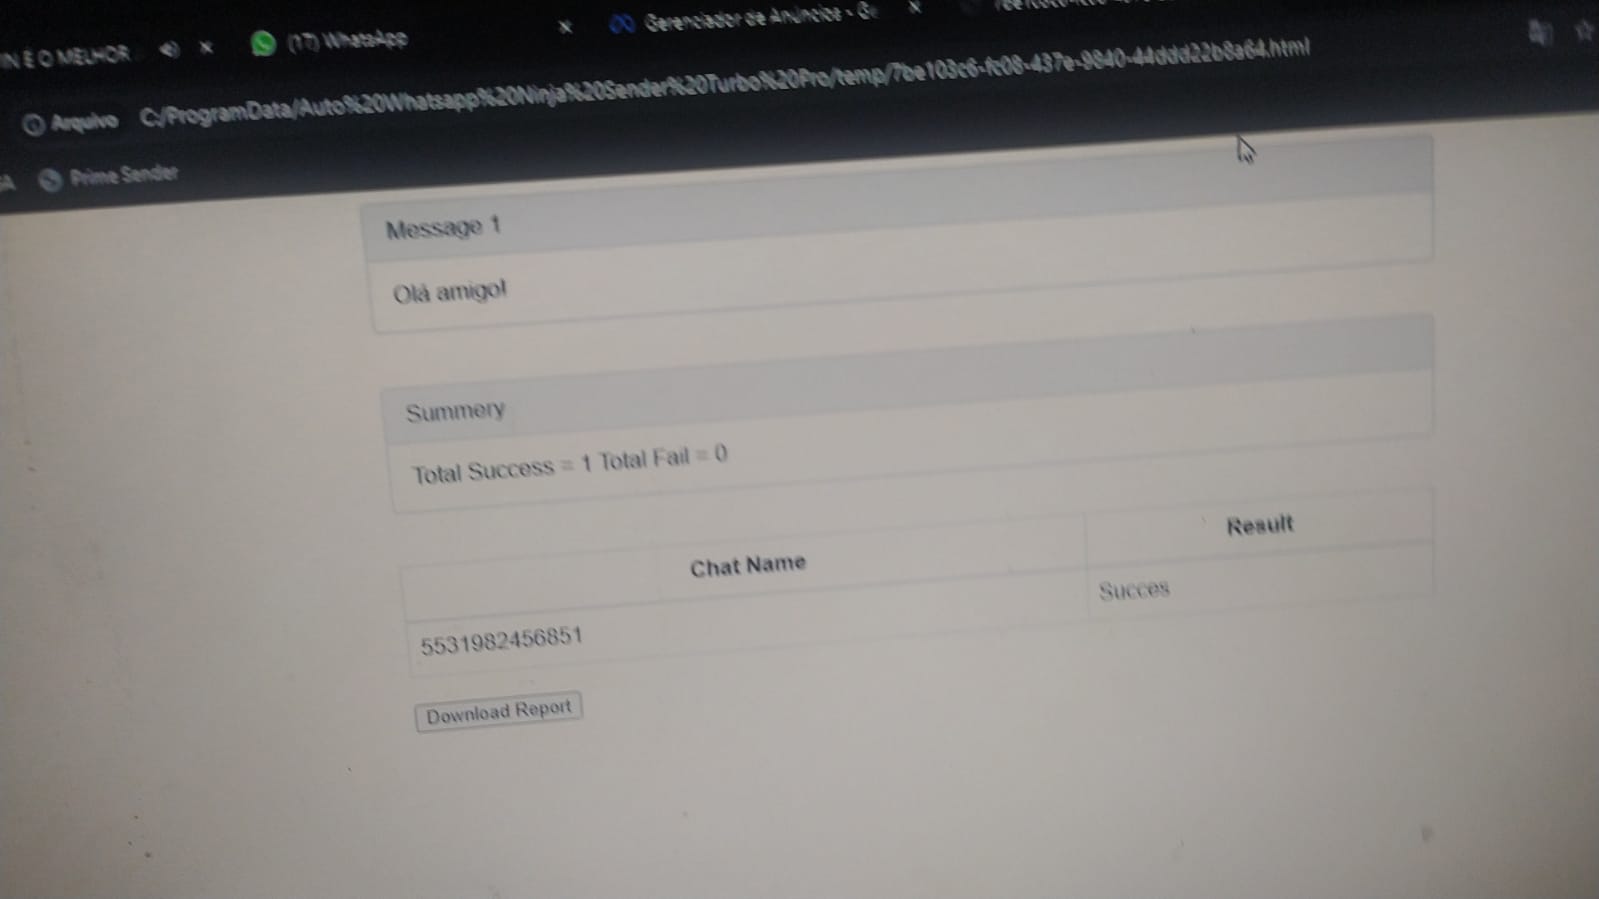 IN É O MELHOR
(17) WhatsApp
Gerenciador de Anúncios - Ge
Arquivo C:/ProgramData/Auto%20Whatsapp%20Ninja%20Sender%20Turbo%20Pro/temp/7be103c6-fc08-437e-9840-44ddd22b8a64.html
Prime Sender
Message 1
Olá amigo!
Summery
Total Success = 1 Total Fail = 0
Chat Name Result
5531982456851 Succes
Download Report